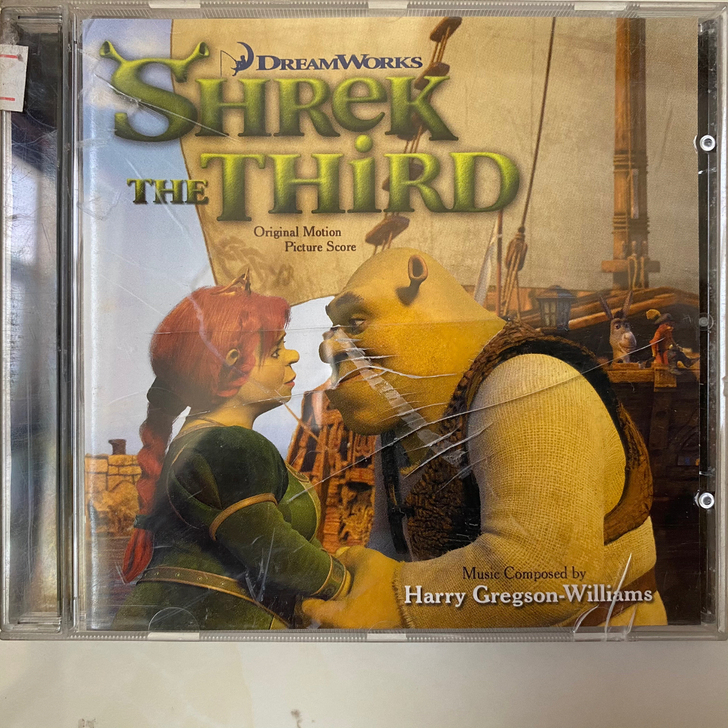 DREAMWORKS
SHReK
THE THiRD
Original Motion
Picture Score
Music Composed by
Harry Gregson-Williams